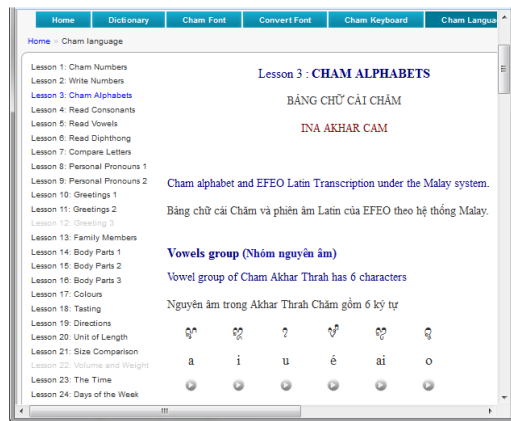 Home Dictionary Cham Font Convert Font Cham Keyboard Cham Langua
Home » Cham language
Lesson 1: Cham Numbers
Lesson 2: Write Numbers
Lesson 3: Cham Alphabets
Lesson 4: Read Consonants
Lesson 5: Read Vowels
Lesson 6: Read Diphthong
Lesson 7: Compare Letters
Lesson 8: Personal Pronouns 1
Lesson 9: Personal Pronouns 2
Lesson 10: Greetings 1
Lesson 11: Greetings 2
Lesson 12: Greeting 3
Lesson 13: Family Members
Lesson 14: Body Parts 1
Lesson 15: Body Parts 2
Lesson 16: Body Parts 3
Lesson 17: Colours
Lesson 18: Tasting
Lesson 19: Directions
Lesson 20: Unit of Length
Lesson 21: Size Comparison
Lesson 22: Volume and Weight
Lesson 23: The Time
Lesson 24: Days of the Week
Lesson 3 : CHAM ALPHABETS
BẢNG CHỮ CÁI CHĂM
INA AKHAR CAM
Cham alphabet and EFEO Latin Transcription under the Malay system.
Bảng chữ cái Chăm và phiên âm Latin của EFEO theo hệ thống Malay.
Vowels group (Nhóm nguyên âm)
Vowel group of Cham Akhar Thrah has 6 characters
Nguyên âm trong Akhar Thrah Chăm gồm 6 ký tự
ꨀ ꨁ ꨂ ꨃ ꨄ ꨅ
a i u é ai o